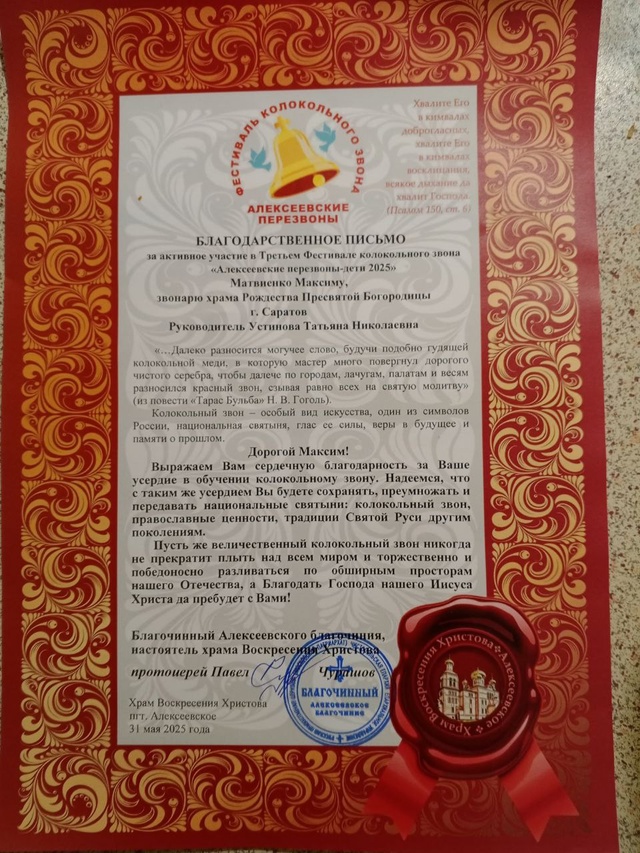 ФЕСТИВАЛЬ КОЛОКОЛЬНОГО ЗВОНА
АЛЕКСЕЕВСКИЕ
ПЕРЕЗВОНЫ
Хвалите Его
в кимвалах
доброгласных,
хвалите Его
в кимвалах
восклицания,
всякое дыхание да
хвалит Господа.
(Псалом 150, ст. 6)
БЛАГОДАРСТВЕННОЕ ПИСЬМО
за активное участие в Третьем Фестивале колокольного звона
«Алексеевские перезвоны-дети 2025»
Матвиенко Максиму,
звонарю храма Рождества Пресвятой Богородицы
г. Саратов
Руководитель Устинова Татьяна Николаевна
«…Далеко разносится могучее слово, будучи подобно гудящей
колокольной меди, в которую мастер много повергнул дорогого
чистого серебра, чтобы далече по городам, лачугам, палатам и весям
разносился красный звон, сзывая равно всех на святую молитву»
(из повести «Тарас Бульба» Н. В. Гоголь).
Колокольный звон – особый вид искусства, один из символов
России, национальная святыня, глас ее силы, веры в будущее и
памяти о прошлом.
Дорогой Максим!
Выражаем Вам сердечную благодарность за Ваше
усердие в обучении колокольному звону. Надеемся, что
с таким же усердием Вы будете сохранять, преумножать и
передавать национальные святыни: колокольный звон,
православные ценности, традиции Святой Руси другим
поколениям.
Пусть же величественный колокольный звон никогда
не прекратит плыть над всем миром и торжественно и
победоносно разливаться по обширным просторам
нашего Отечества, а Благодать Господа нашего Иисуса
Христа да пребудет с Вами!
Благочинный Алексеевского благочиния,
настоятель храма Воскресения Христова
протоиерей Павел Чурашов
БЛАГОЧИННЫЙ
АЛЕКСЕЕВСКОЕ
БЛАГОЧИНИЕ
Храм Воскресения Христова
пгт. Алексеевское
31 мая 2025 года
Храм Воскресения Христова Алексеевское